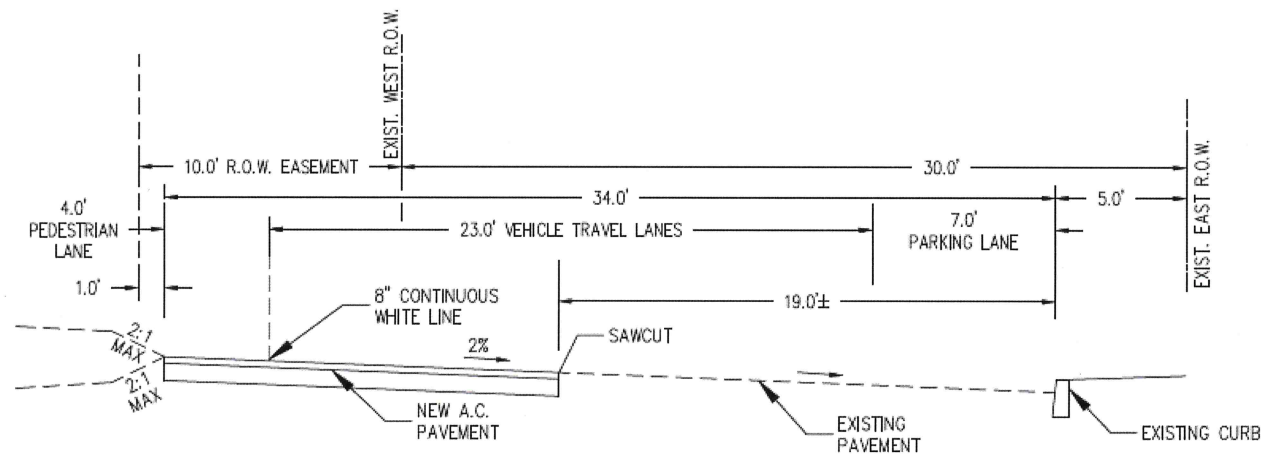 EXIST. WEST R.O.W.
EXIST. EAST R.O.W.
10.0' R.O.W. EASEMENT
30.0'
34.0'
5.0'
4.0'
PEDESTRIAN
LANE
23.0' VEHICLE TRAVEL LANES
7.0'
PARKING LANE
1.0'
8" CONTINUOUS
WHITE LINE
19.0'±
2:1
MAX
2%
SAWCUT
2:1
MAX
NEW A.C.
PAVEMENT
EXISTING
PAVEMENT
EXISTING CURB